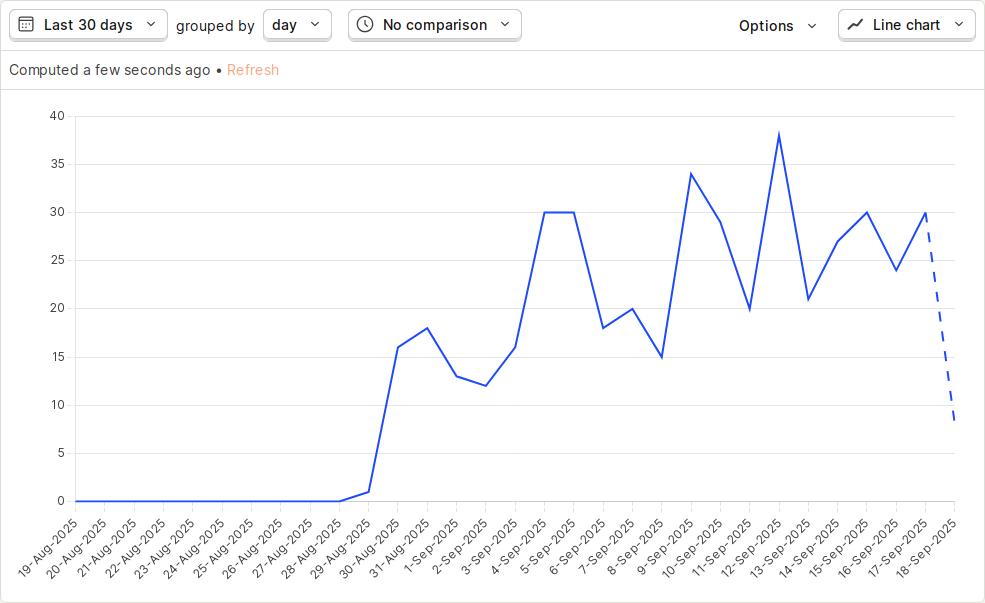 Last 30 days grouped by day No comparison Options Line chart
Computed a few seconds ago • Refresh
40
35
30
25
20
15
10
5
0
19-Aug-2025
20-Aug-2025
21-Aug-2025
22-Aug-2025
23-Aug-2025
24-Aug-2025
25-Aug-2025
26-Aug-2025
27-Aug-2025
28-Aug-2025
29-Aug-2025
30-Aug-2025
31-Aug-2025
1-Sep-2025
2-Sep-2025
3-Sep-2025
4-Sep-2025
5-Sep-2025
6-Sep-2025
7-Sep-2025
8-Sep-2025
9-Sep-2025
10-Sep-2025
11-Sep-2025
12-Sep-2025
13-Sep-2025
14-Sep-2025
15-Sep-2025
16-Sep-2025
17-Sep-2025
18-Sep-2025